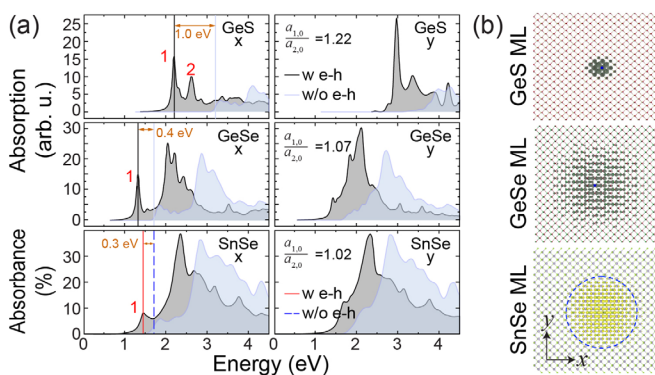 (a)
(b)
Absorption
(arb. u.)
Absorbance
(%)
1.0 eV
GeS
x
1
2
25
20
15
10
5
0
a1,0/a2,0 =1.22
GeS
y
w e-h
w/o e-h
0.4 eV
GeSe
x
1
30
20
10
0
a1,0/a2,0 =1.07
GeSe
y
0.3 eV
SnSe
x
1
30
20
10
0
a1,0/a2,0 =1.02
SnSe
y
w e-h
w/o e-h
0 1 2 3 4 0 1 2 3 4
Energy (eV)
GeS ML
GeSe ML
SnSe ML
y
x